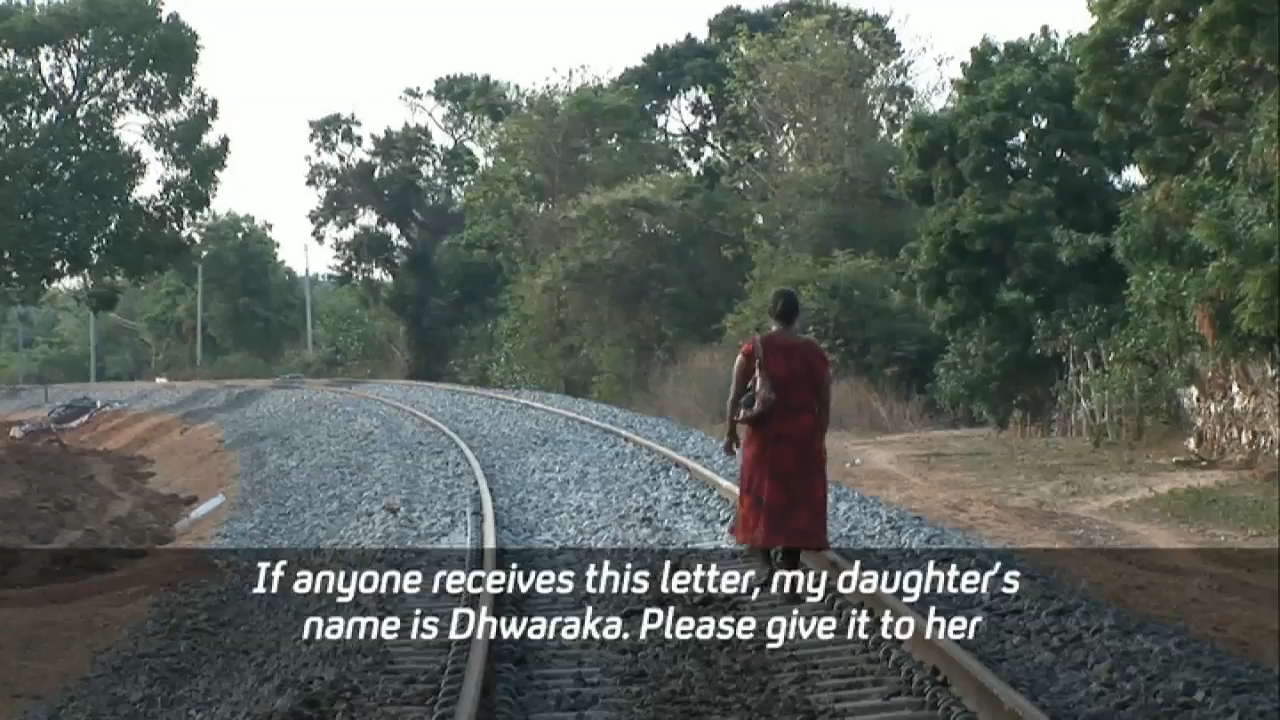 If anyone receives this letter, my daughter's
name is Dhwaraka. Please give it to her